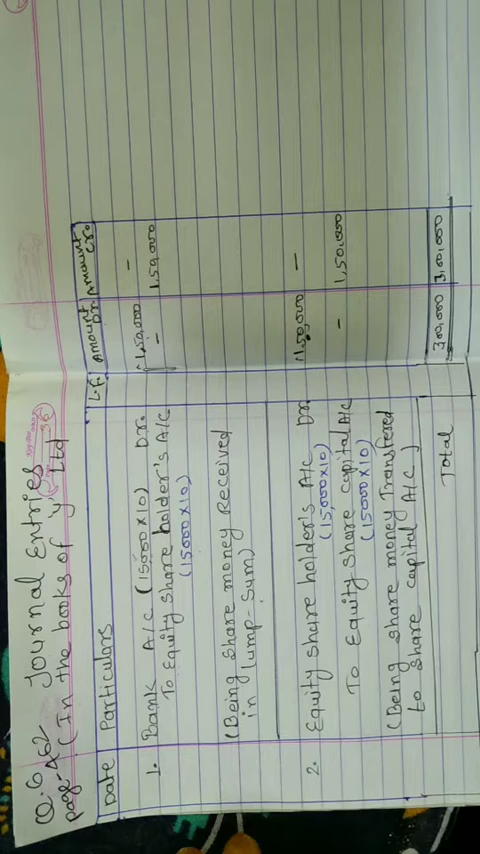 Q.6 Journal Entries
page-462 (In the books of 'y' Ltd
Date Particulars L.F. Amount Dr. Amount Cr.
1. Bank A/C (15,000×10) Dr. 1,50,000 –
To Equity share holder's A/C – 1,50,000
(15000×10)
(Being share money Received
in lump-sum)
2. Equity share holder's A/C Dr. 1,50,000 –
(15,000×10)
To Equity share capital A/C – 1,50,000
(15000×10)
(Being share money Transfered
to share capital A/C)
Total 300,000 3,00,000